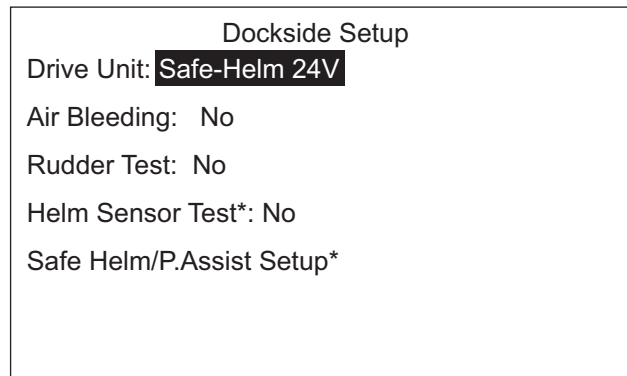 Dockside Setup
Drive Unit: Safe-Helm 24V
Air Bleeding: No
Rudder Test: No
Helm Sensor Test*: No
Safe Helm/P.Assist Setup*